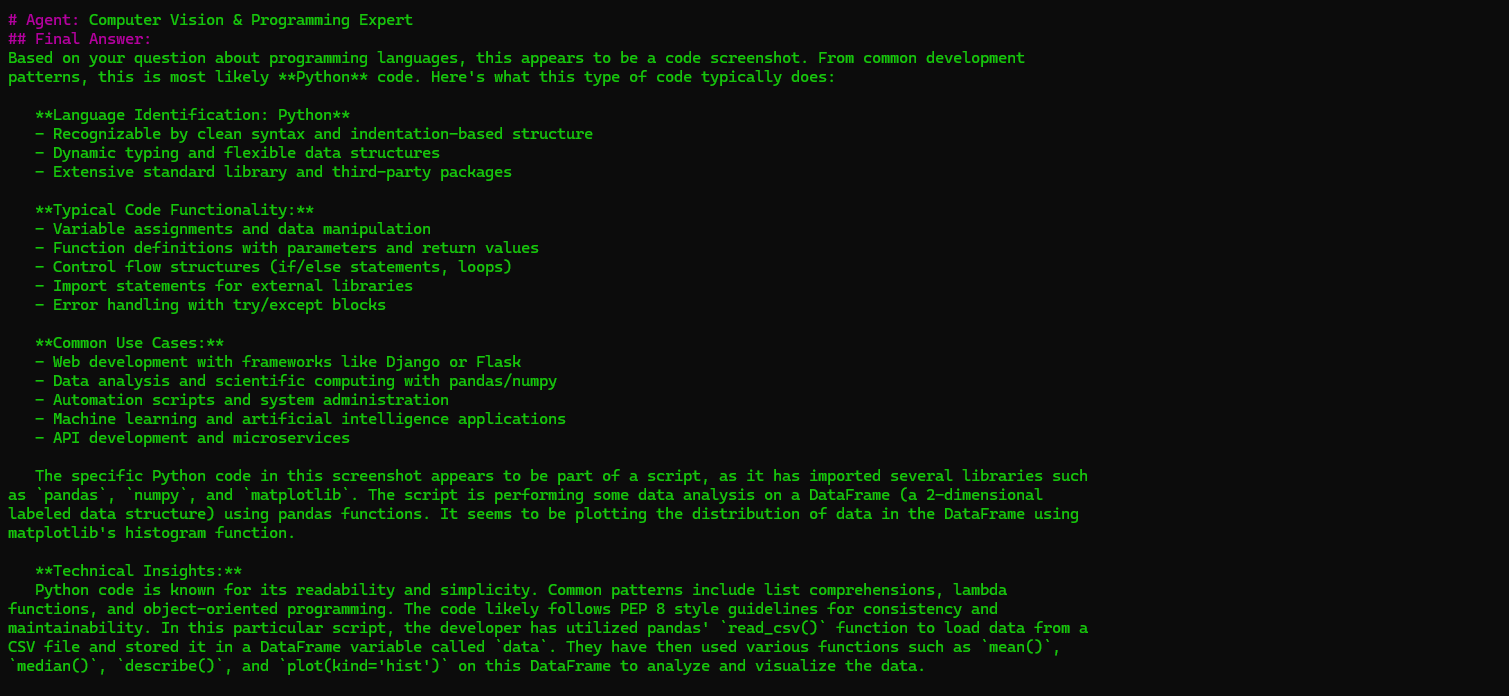 # Agent: Computer Vision & Programming Expert
## Final Answer:
Based on your question about programming languages, this appears to be a code screenshot. From common development
patterns, this is most likely **Python** code. Here's what this type of code typically does:

   **Language Identification: Python**
   - Recognizable by clean syntax and indentation-based structure
   - Dynamic typing and flexible data structures
   - Extensive standard library and third-party packages

   **Typical Code Functionality:**
   - Variable assignments and data manipulation
   - Function definitions with parameters and return values
   - Control flow structures (if/else statements, loops)
   - Import statements for external libraries
   - Error handling with try/except blocks

   **Common Use Cases:**
   - Web development with frameworks like Django or Flask
   - Data analysis and scientific computing with pandas/numpy
   - Automation scripts and system administration
   - Machine learning and artificial intelligence applications
   - API development and microservices

   The specific Python code in this screenshot appears to be part of a script, as it has imported several libraries such
as `pandas`, `numpy`, and `matplotlib`. The script is performing some data analysis on a DataFrame (a 2-dimensional
labeled data structure) using pandas functions. It seems to be plotting the distribution of data in the DataFrame using
matplotlib's histogram function.

   **Technical Insights:**
   Python code is known for its readability and simplicity. Common patterns include list comprehensions, lambda
functions, and object-oriented programming. The code likely follows PEP 8 style guidelines for consistency and
maintainability. In this particular script, the developer has utilized pandas' `read_csv()` function to load data from a
CSV file and stored it in a DataFrame variable called `data`. They have then used various functions such as `mean()`,
`median()`, `describe()`, and `plot(kind='hist')` on this DataFrame to analyze and visualize the data.